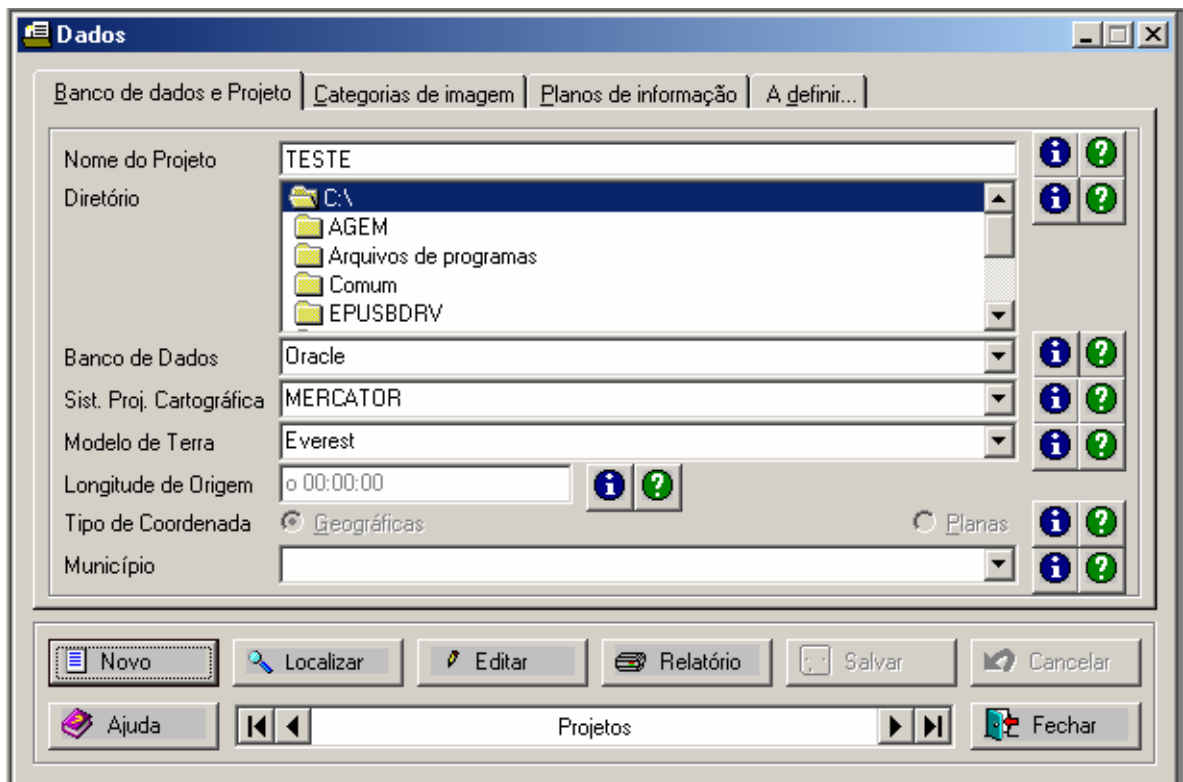 Dados
Banco de dados e Projeto Categorias de imagem Planos de informação A definir...
Nome do Projeto TESTE
Diretório C:\
AGEM
Arquivos de programas
Comum
EPUSBDRV
Banco de Dados Oracle
Sist. Proj. Cartográfica MERCATOR
Modelo de Terra Everest
Longitude de Origem o 00:00:00
Tipo de Coordenada Geográficas Planas
Município
Novo Localizar Editar Relatório Salvar Cancelar
Ajuda Projetos Fechar